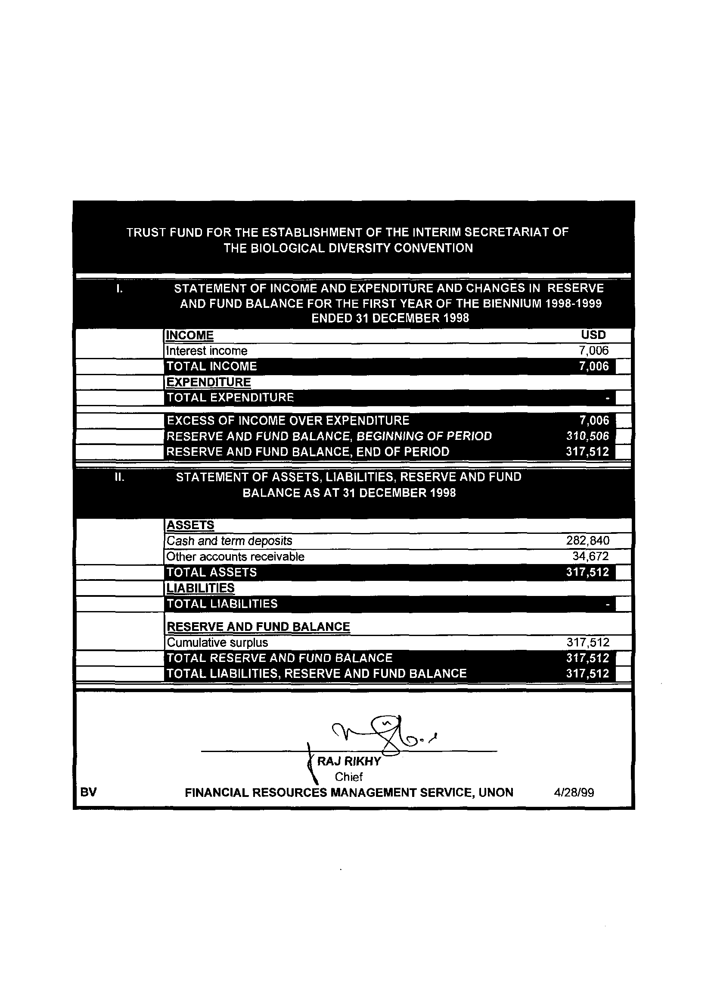 TRUST FUND FOR THE ESTABLISHMENT OF THE INTERIM SECRETARIAT OF
THE BIOLOGICAL DIVERSITY CONVENTION
I. STATEMENT OF INCOME AND EXPENDITURE AND CHANGES IN RESERVE
AND FUND BALANCE FOR THE FIRST YEAR OF THE BIENNIUM 1998-1999
ENDED 31 DECEMBER 1998
INCOME USD
Interest income 7,006
TOTAL INCOME 7,006
EXPENDITURE
TOTAL EXPENDITURE -
EXCESS OF INCOME OVER EXPENDITURE 7,006
RESERVE AND FUND BALANCE, BEGINNING OF PERIOD 310,506
RESERVE AND FUND BALANCE, END OF PERIOD 317,512
II. STATEMENT OF ASSETS, LIABILITIES, RESERVE AND FUND
BALANCE AS AT 31 DECEMBER 1998
ASSETS
Cash and term deposits 282,840
Other accounts receivable 34,672
TOTAL ASSETS 317,512
LIABILITIES
TOTAL LIABILITIES -
RESERVE AND FUND BALANCE
Cumulative surplus 317,512
TOTAL RESERVE AND FUND BALANCE 317,512
TOTAL LIABILITIES, RESERVE AND FUND BALANCE 317,512
RAJ RIKHY
Chief
BV FINANCIAL RESOURCES MANAGEMENT SERVICE, UNON 4/28/99